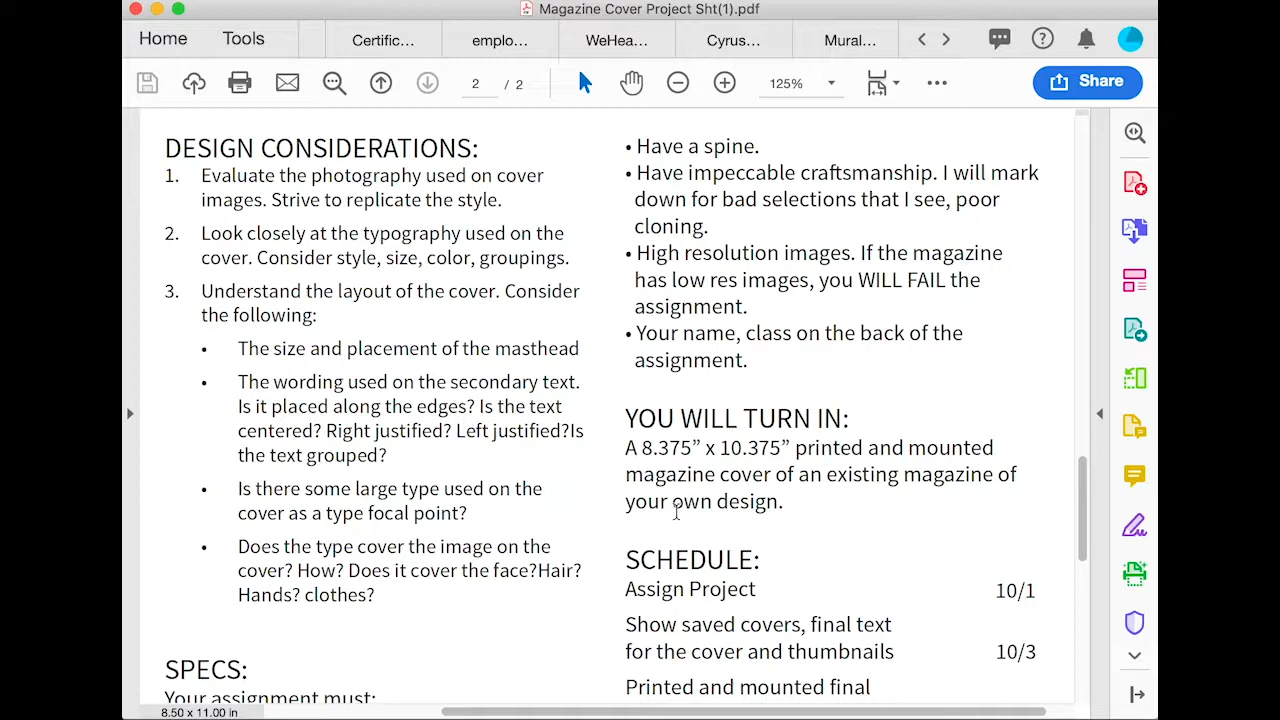 Magazine Cover Project Sht(1).pdf
Home
Tools
Certific...
emplo...
WeHea...
Cyrus...
Mural...
2 / 2
125%
Share
DESIGN CONSIDERATIONS:
1. Evaluate the photography used on cover
images. Strive to replicate the style.
2. Look closely at the typography used on the
cover. Consider style, size, color, groupings.
3. Understand the layout of the cover. Consider
the following:
• The size and placement of the masthead
• The wording used on the secondary text.
Is it placed along the edges? Is the text
centered? Right justified? Left justified?Is
the text grouped?
• Is there some large type used on the
cover as a type focal point?
• Does the type cover the image on the
cover? How? Does it cover the face?Hair?
Hands? clothes?
SPECS:
Your assignment must:
• Have a spine.
• Have impeccable craftsmanship. I will mark
down for bad selections that I see, poor
cloning.
• High resolution images. If the magazine
has low res images, you WILL FAIL the
assignment.
• Your name, class on the back of the
assignment.
YOU WILL TURN IN:
A 8.375” x 10.375” printed and mounted
magazine cover of an existing magazine of
your own design.
SCHEDULE:
Assign Project 10/1
Show saved covers, final text
for the cover and thumbnails 10/3
Printed and mounted final
8.50 x 11.00 in